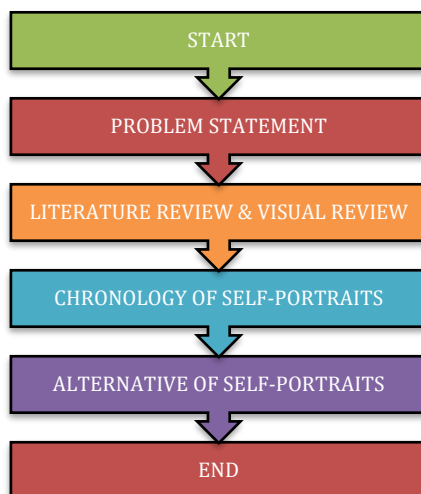 START
PROBLEM STATEMENT
LITERATURE REVIEW & VISUAL REVIEW
CHRONOLOGY OF SELF-PORTRAITS
ALTERNATIVE OF SELF-PORTRAITS
END